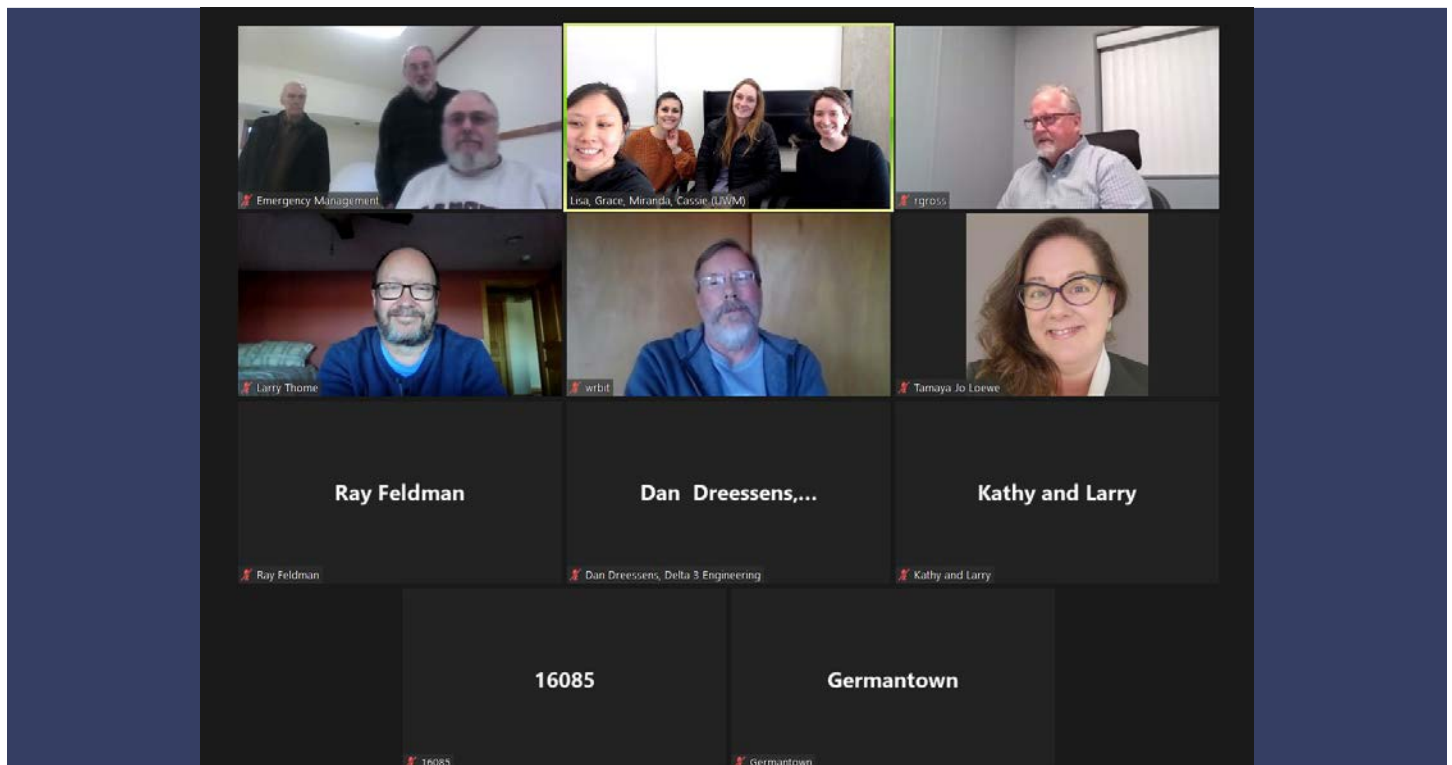 Emergency Management
Lisa, Grace, Miranda, Cassie (UWM)
rgross
Larry Thome
wrbit
Tamaya Jo Loewe
Ray Feldman
Dan Dreessens,...
Kathy and Larry
Ray Feldman
Dan Dreessens, Delta 3 Engineering
Kathy and Larry
16085
Germantown
16085
Germantown